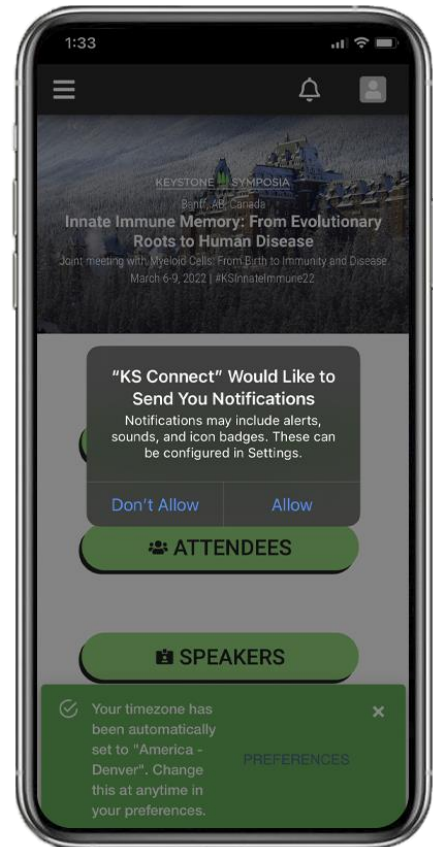 1:33
KEYSTONE SYMPOSIA
Banff, AB, Canada
Innate Immune Memory: From Evolutionary
Roots to Human Disease
Joint meeting with Myeloid Cells: From Birth to Immunity and Disease
March 6-9, 2022 | #KSInnateImmune22
"KS Connect" Would Like to
Send You Notifications
Notifications may include alerts,
sounds, and icon badges. These can
be configured in Settings.
Don't Allow Allow
ATTENDEES
SPEAKERS
Your timezone has
been automatically
set to "America -
Denver". Change
this at anytime in
your preferences.
PREFERENCES